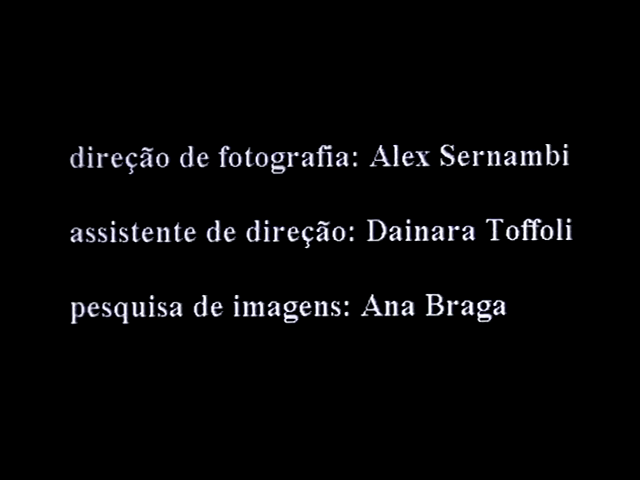 direção de fotografia: Alex Sernambi
assistente de direção: Dainara Toffoli
pesquisa de imagens: Ana Braga